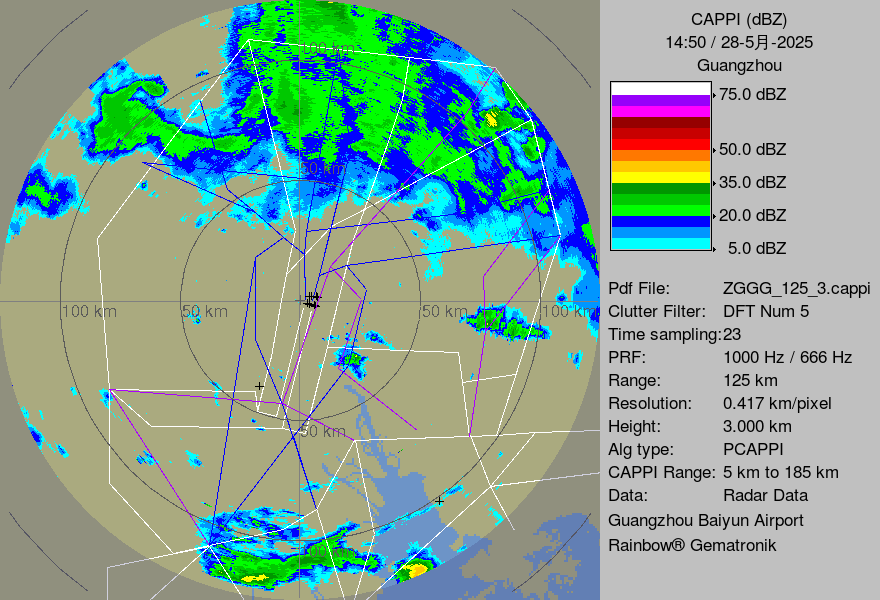 CAPPI (dBZ)
14:50 / 28-5月-2025
Guangzhou
75.0 dBZ
50.0 dBZ
35.0 dBZ
20.0 dBZ
5.0 dBZ
Pdf File: ZGGG_125_3.cappi
Clutter Filter: DFT Num 5
Time sampling:23
PRF: 1000 Hz / 666 Hz
Range: 125 km
Resolution: 0.417 km/pixel
Height: 3.000 km
Alg type: PCAPPI
CAPPI Range: 5 km to 185 km
Data: Radar Data
Guangzhou Baiyun Airport
Rainbow® Gematronik
100 km
50 km
100 km
50 km
50 km
100 km
50 km
100 km